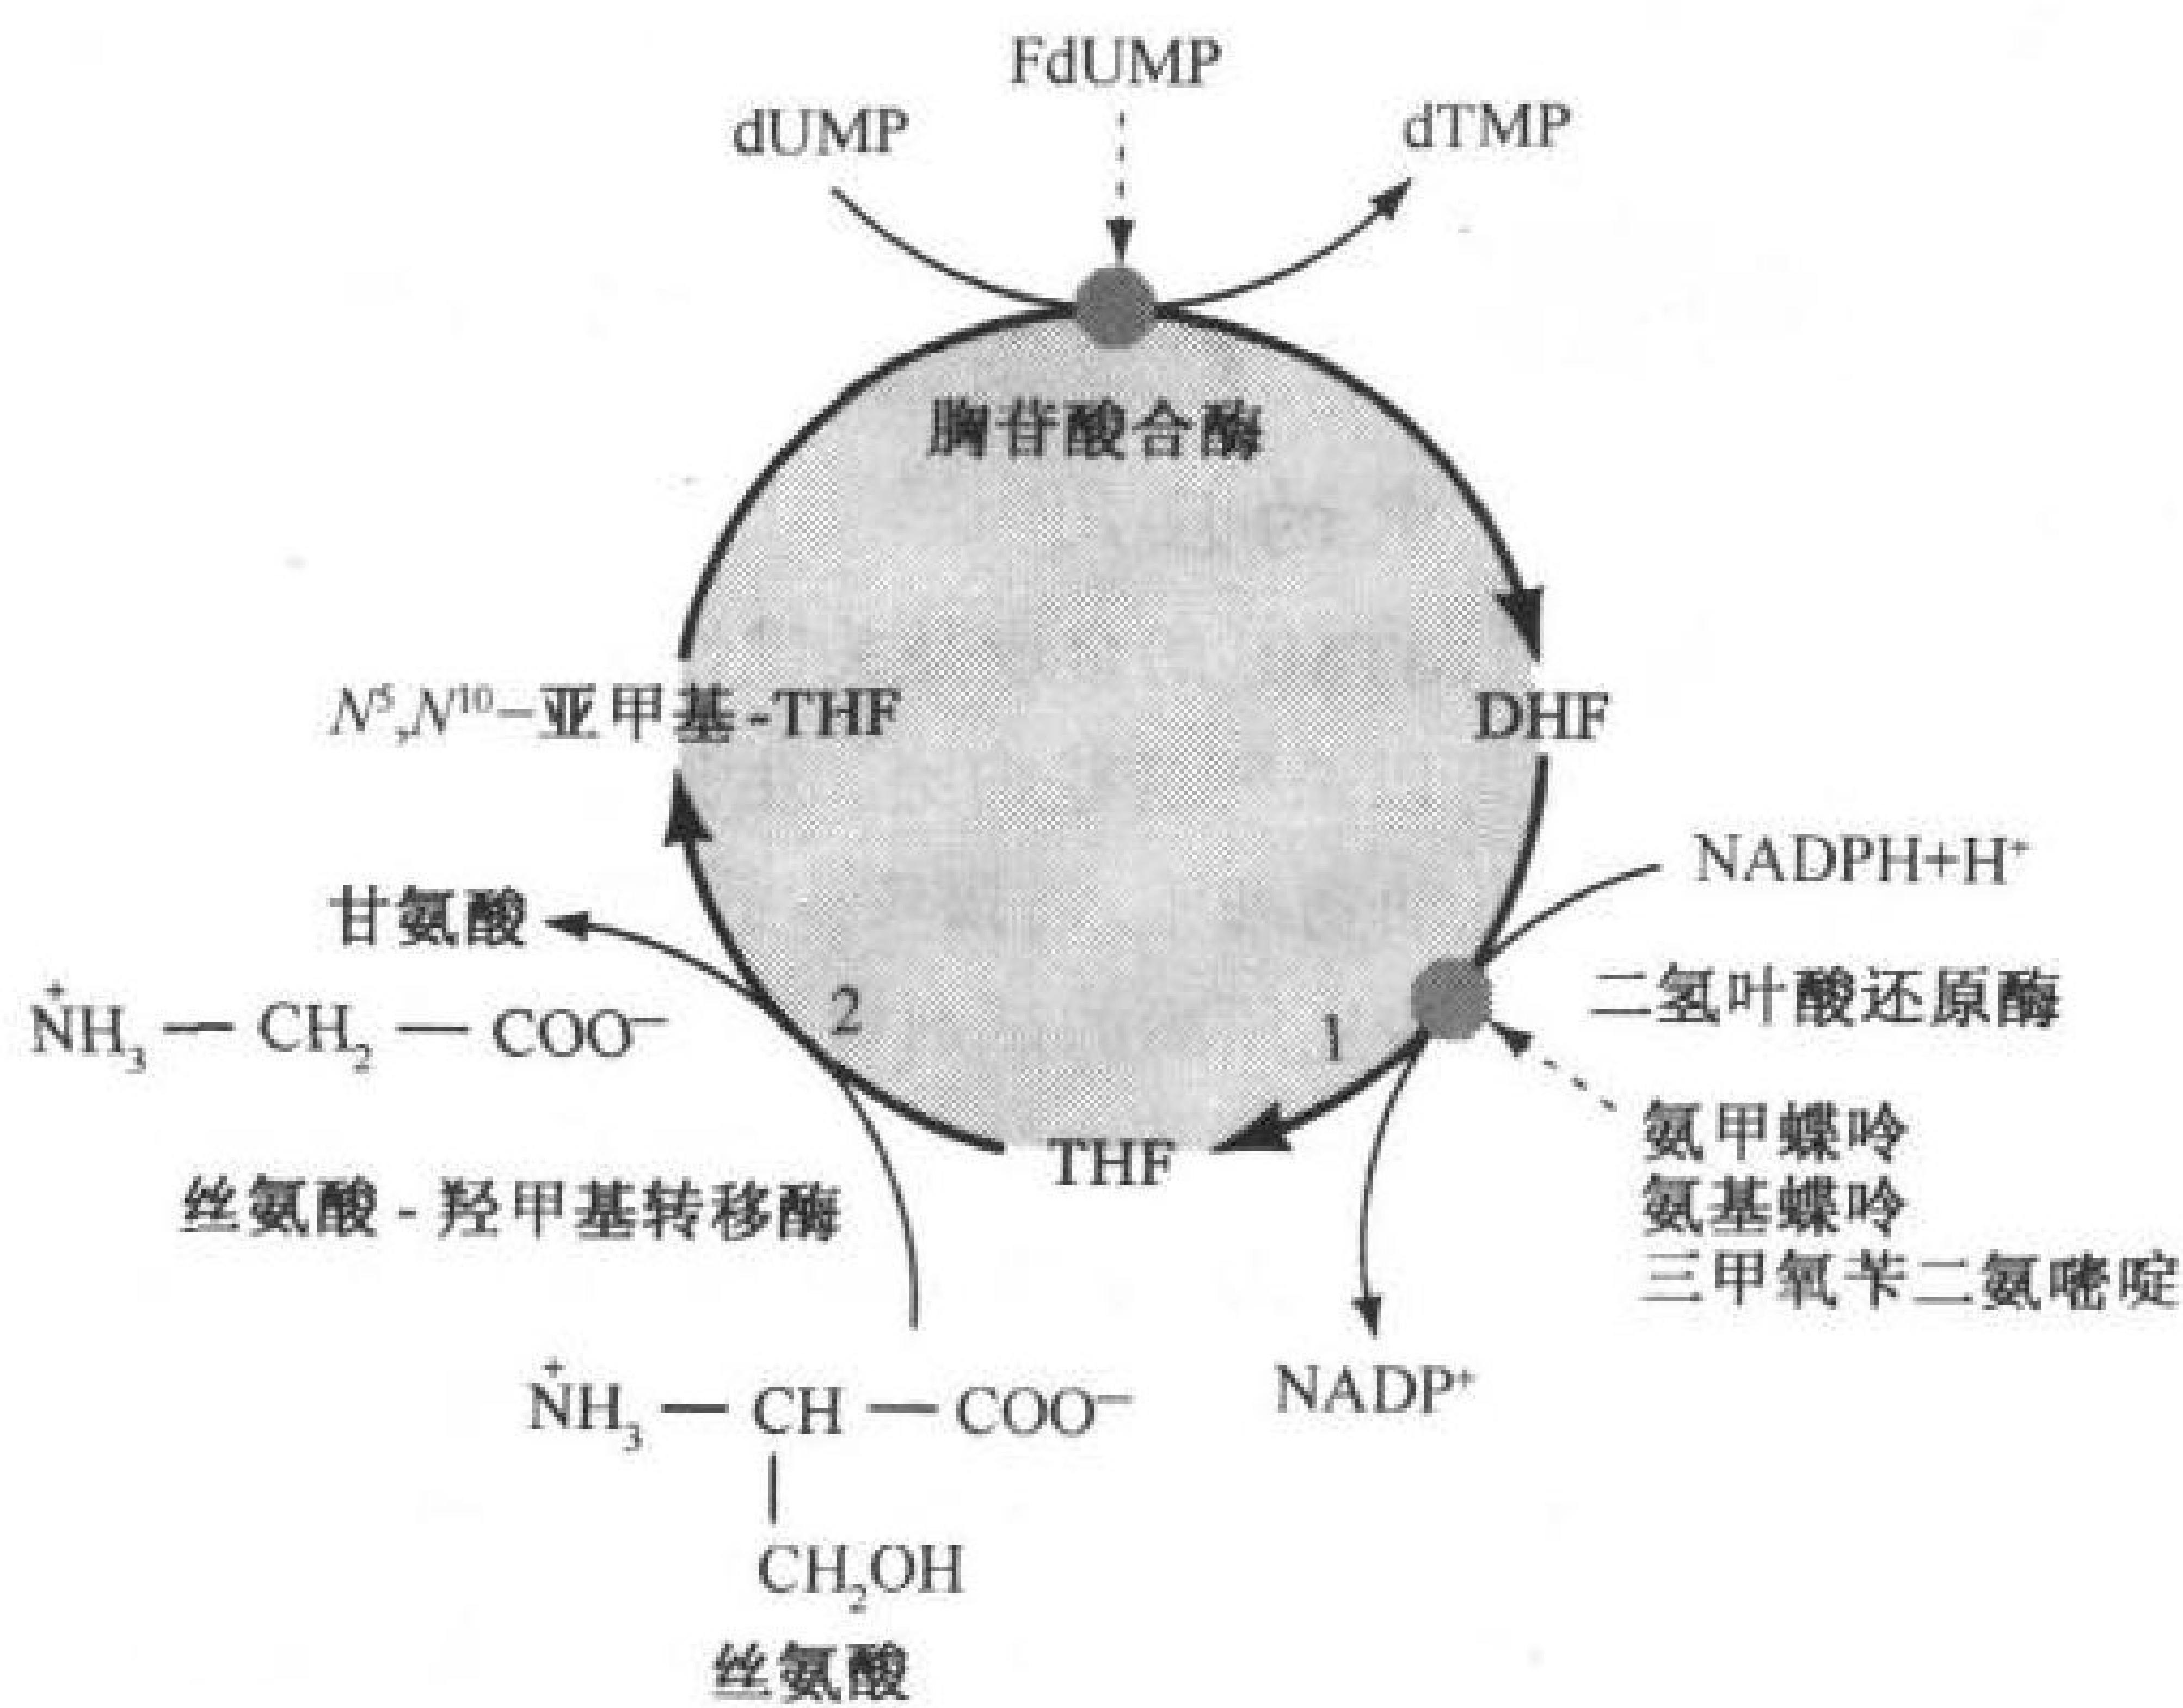 FdUMP
dUMP
dTMP
胸苷酸合酶
N⁵,N¹⁰–亚甲基-THF
DHF
NADPH+H⁺
甘氨酸
二氢叶酸还原酶
N⁺H₃ — CH₂ — COO⁻
2
1
氨甲蝶呤
THF
氨基蝶呤
丝氨酸 - 羟甲基转移酶
三甲氧苄二氨嘧啶
N⁺H₃ — CH — COO⁻
NADP⁺
CH₂OH
丝氨酸